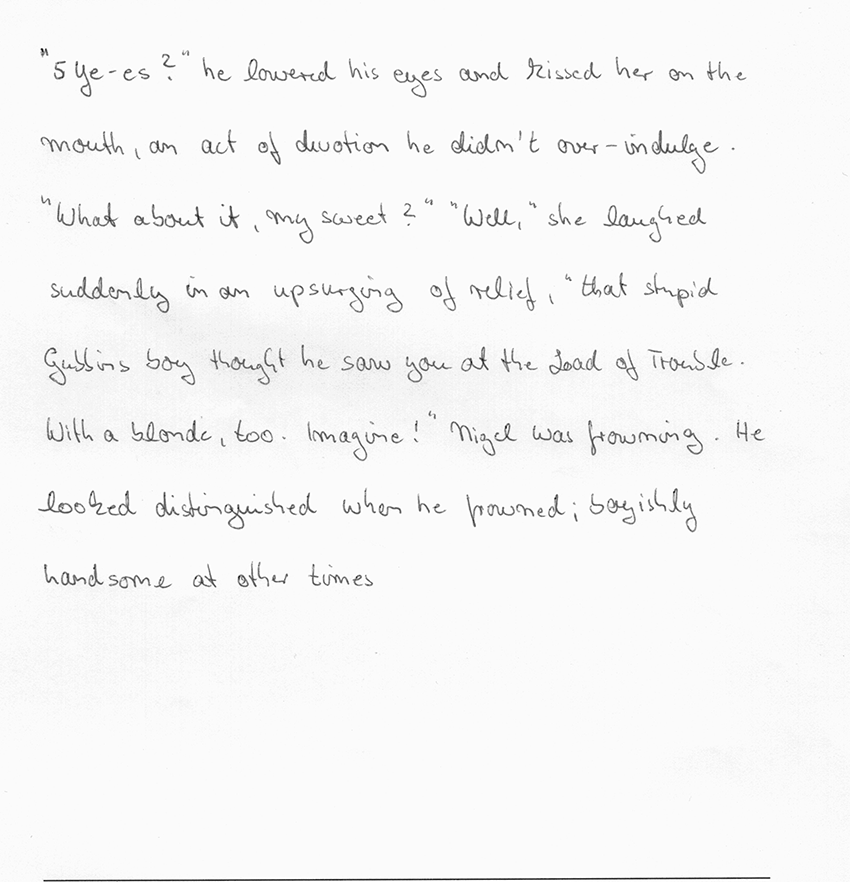 "5 Ye-es?" he lowered his eyes and kissed her on the
mouth, an act of devotion he didn't over-indulge.
"What about it, my sweet?" "Well," she laughed
suddenly in an upsurging of relief, "that stupid
Gubbins boy thought he saw you at the Load of Trouble.
With a blonde, too. Imagine!" Nigel was frowning. He
looked distinguished when he frowned; boyishly
handsome at other times